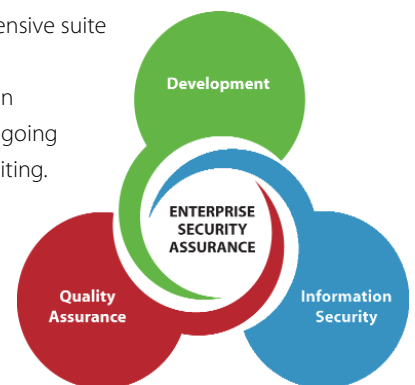 ensive suite
n
going
iting.
Development
ENTERPRISE
SECURITY
ASSURANCE
Quality
Assurance
Information
Security